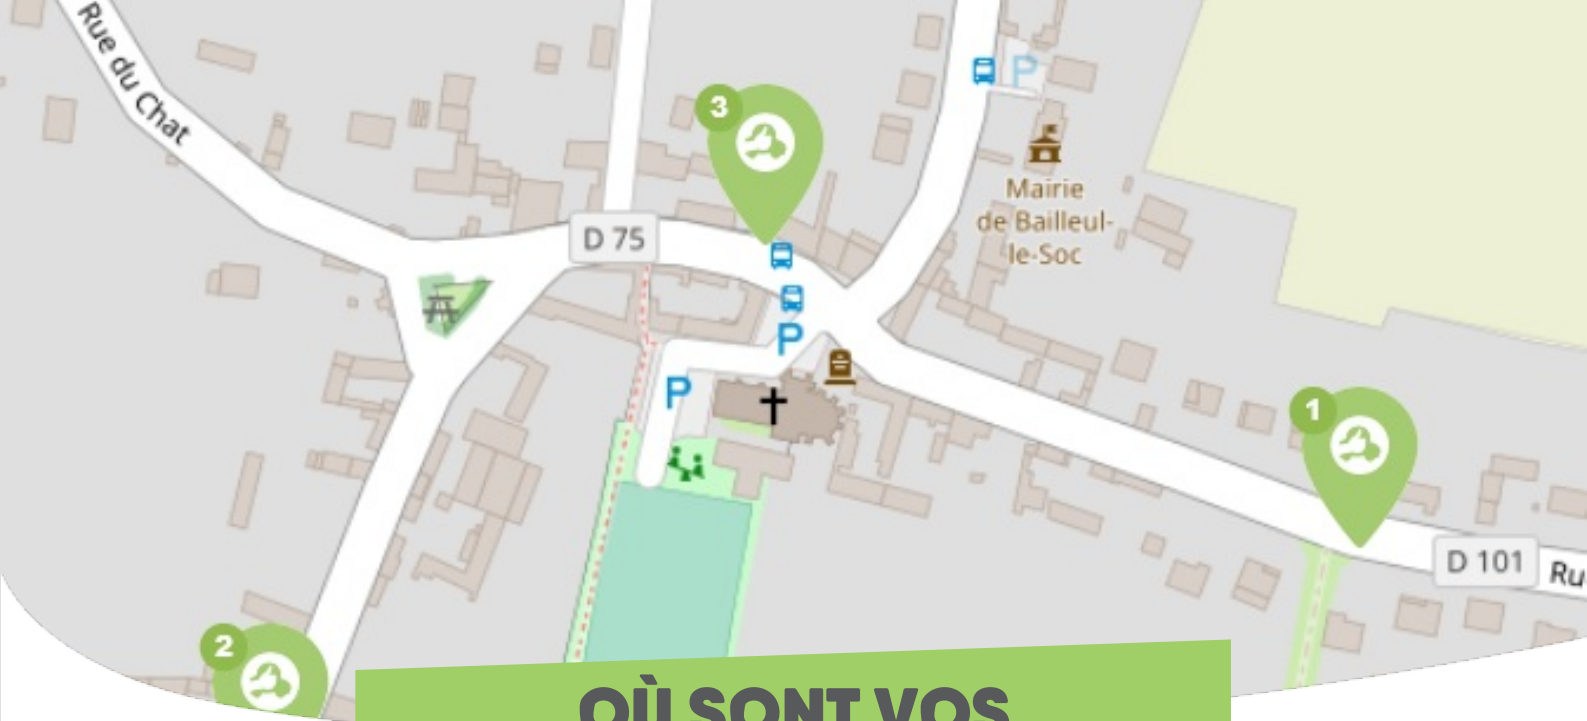 Rue du Chat
P
3
Mairie
de Bailleul-
le-Soc
D 75
P
P
1
D 101
Ru
2
OÙ SONT VOS